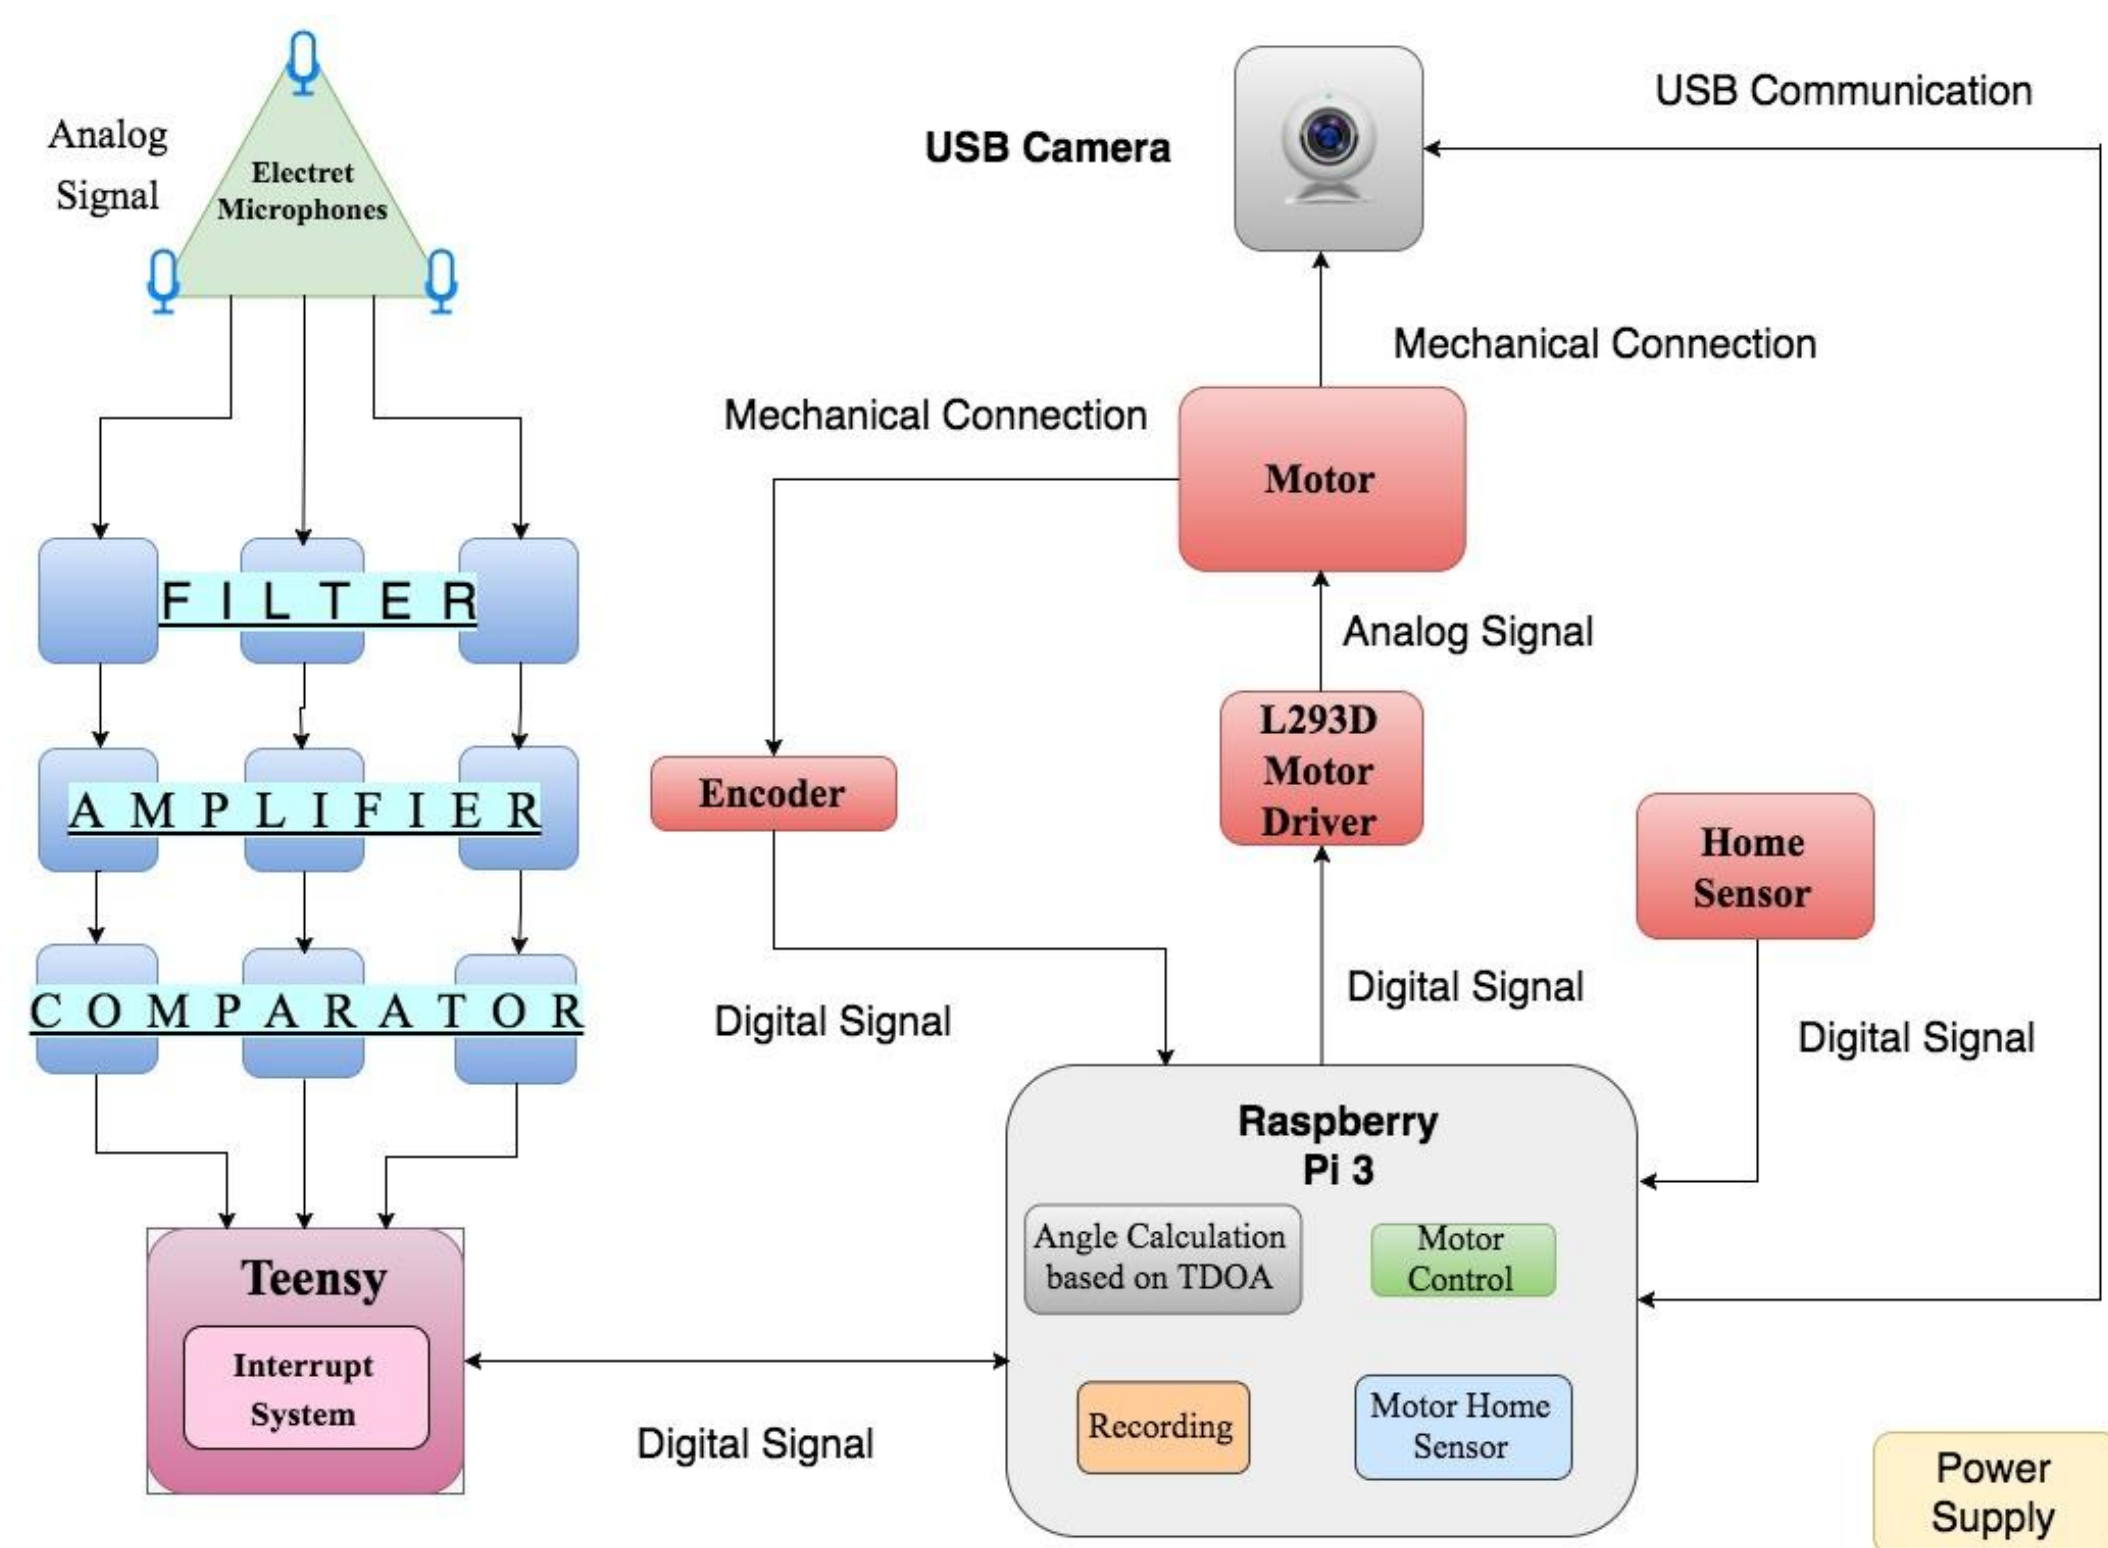 Analog
Signal
Electret
Microphones
USB Camera
USB Communication
Mechanical Connection
Mechanical Connection
Motor
F I L T E R
Analog Signal
L293D
Motor
Driver
Encoder
A M P L I F I E R
Home
Sensor
C O M P A R A T O R
Digital Signal
Digital Signal
Digital Signal
Raspberry
Pi 3
Teensy
Interrupt
System
Angle Calculation
based on TDOA
Motor
Control
Recording
Motor Home
Sensor
Digital Signal
Power
Supply